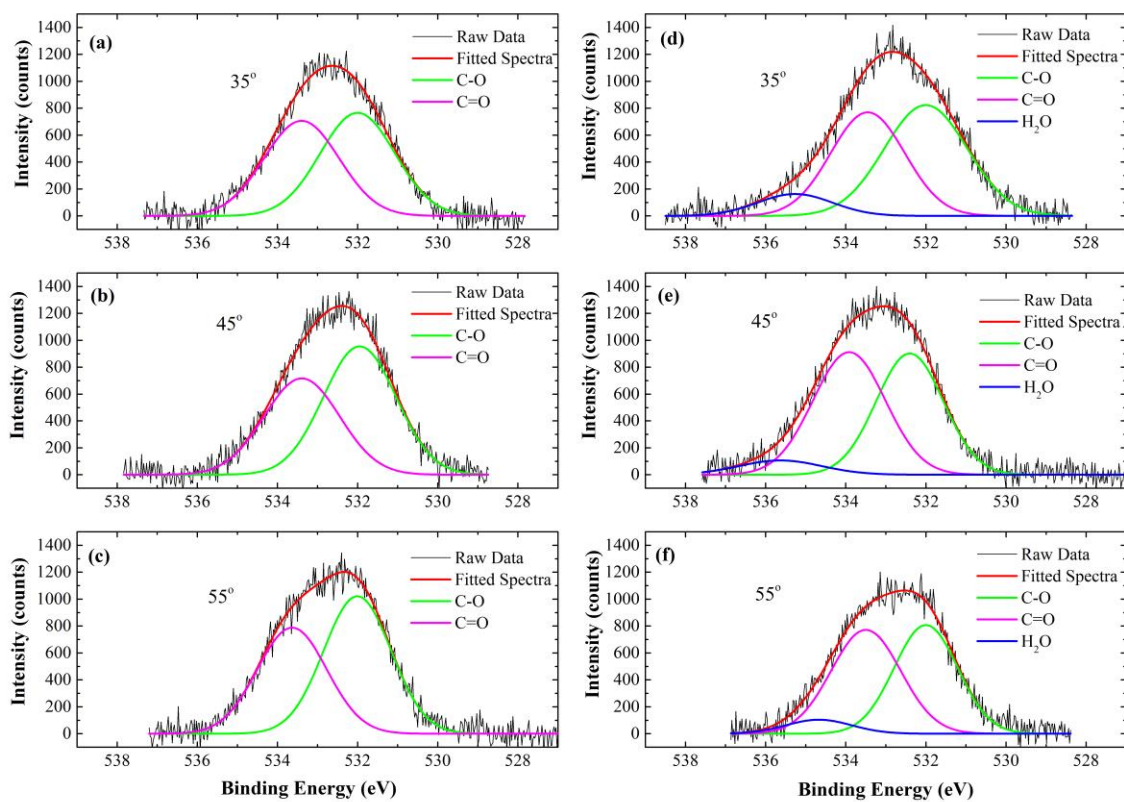 (a)
35°
Raw Data
Fitted Spectra
C-O
C=O
Intensity (counts)
1400
1200
1000
800
600
400
200
0
538 536 534 532 530 528
(d)
35°
Raw Data
Fitted Spectra
C-O
C=O
H₂O
Intensity (counts)
1400
1200
1000
800
600
400
200
0
538 536 534 532 530 528
(b)
45°
Raw Data
Fitted Spectra
C-O
C=O
Intensity (counts)
1400
1200
1000
800
600
400
200
0
538 536 534 532 530 528
(e)
45°
Raw Data
Fitted Spectra
C-O
C=O
H₂O
Intensity (counts)
1400
1200
1000
800
600
400
200
0
538 536 534 532 530 528
(c)
55°
Raw Data
Fitted Spectra
C-O
C=O
Intensity (counts)
1400
1200
1000
800
600
400
200
0
538 536 534 532 530 528
Binding Energy (eV)
(f)
55°
Raw Data
Fitted Spectra
C-O
C=O
H₂O
Intensity (counts)
1400
1200
1000
800
600
400
200
0
538 536 534 532 530 528
Binding Energy (eV)